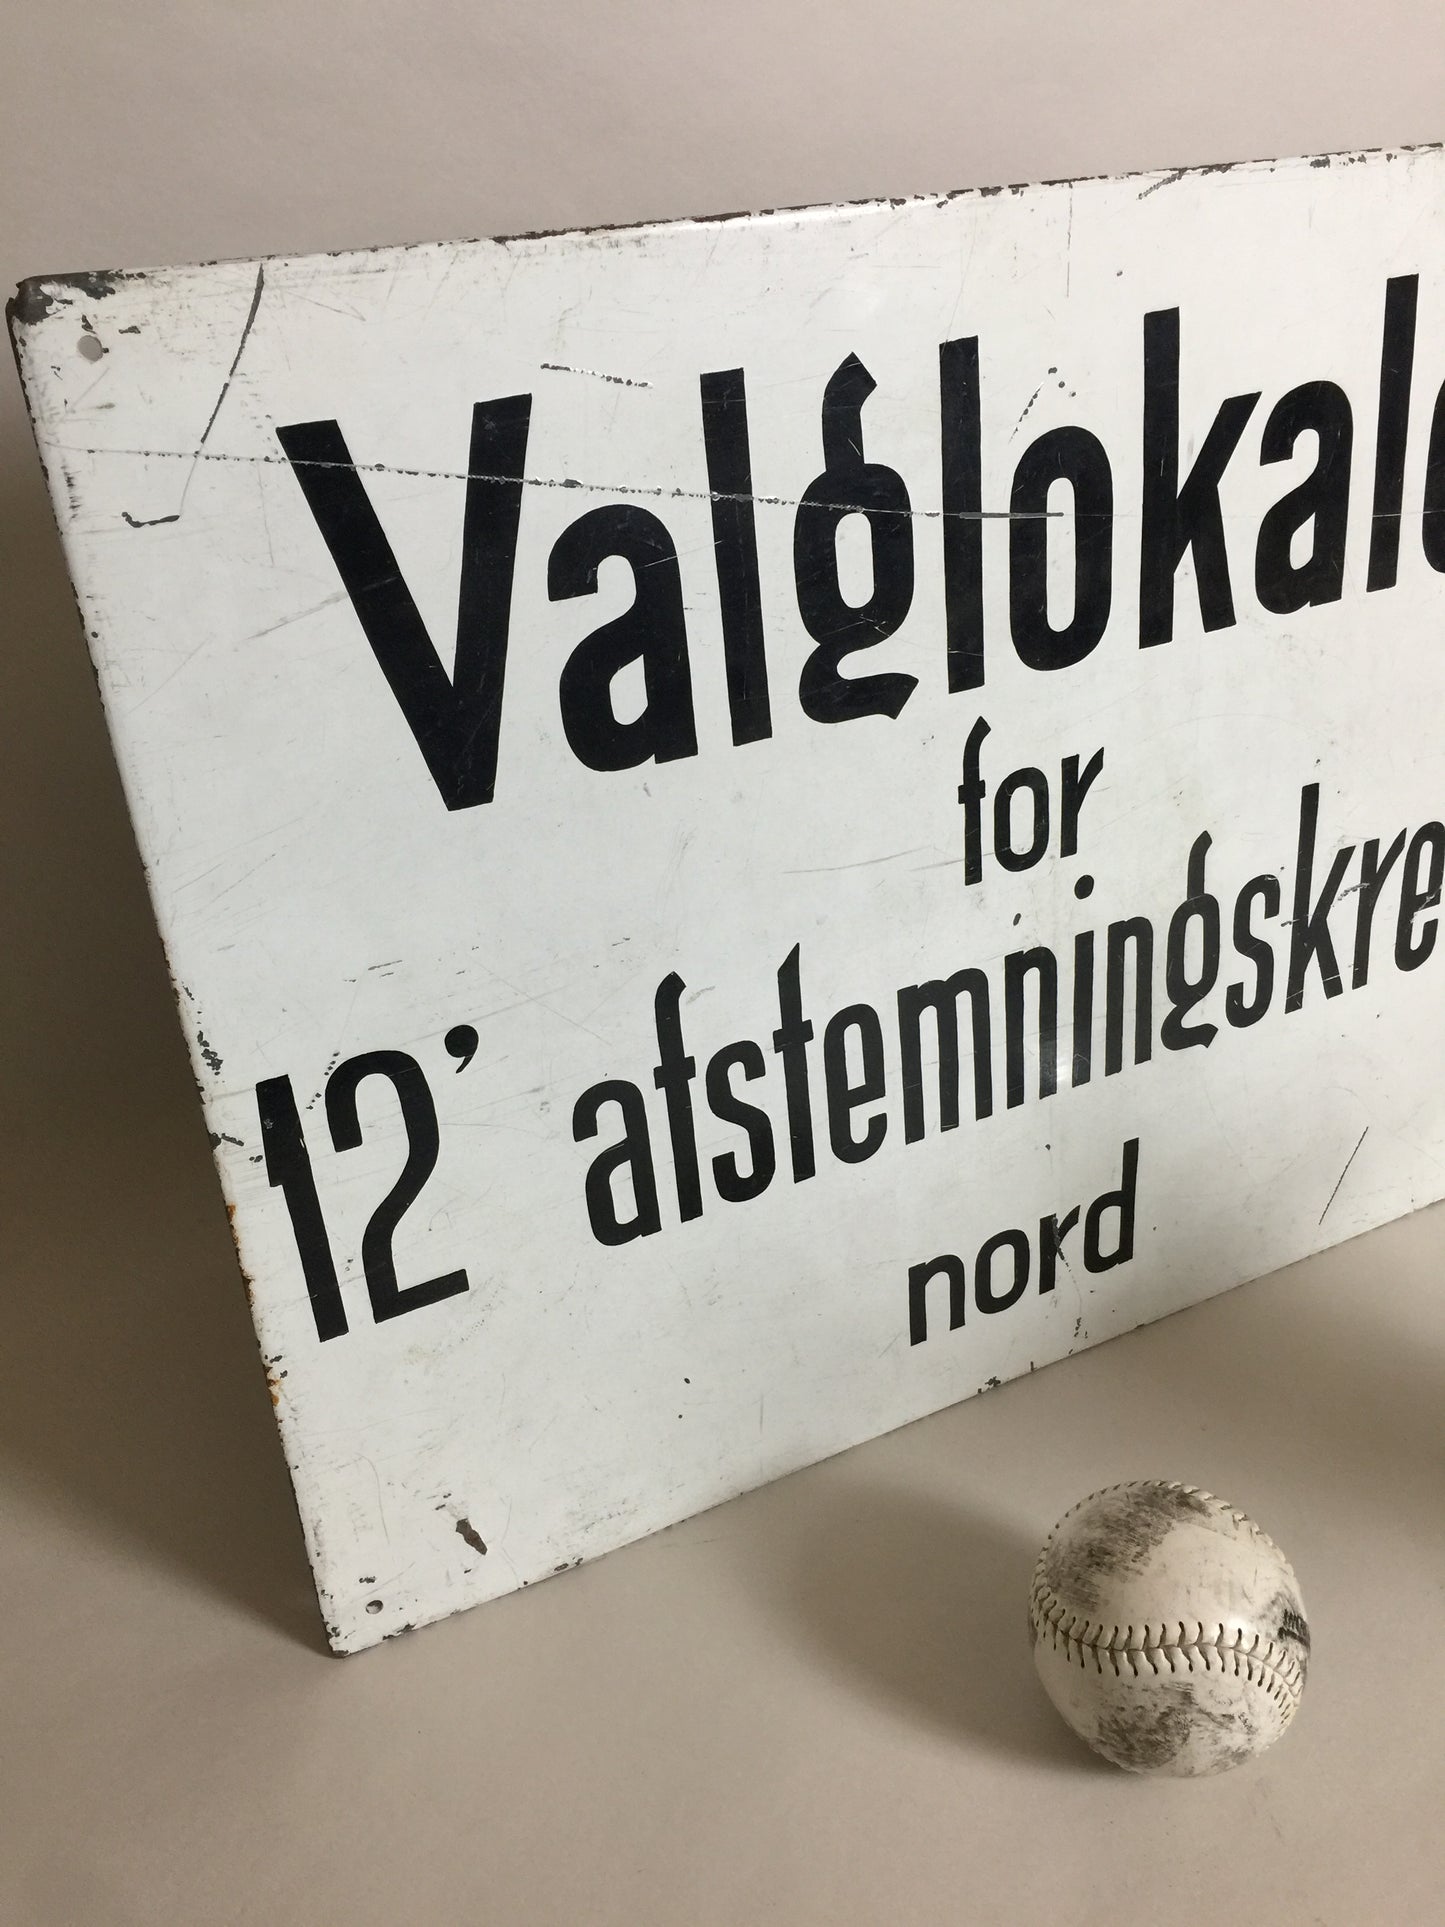 Valglokale
for
12' afstemningskre
nord